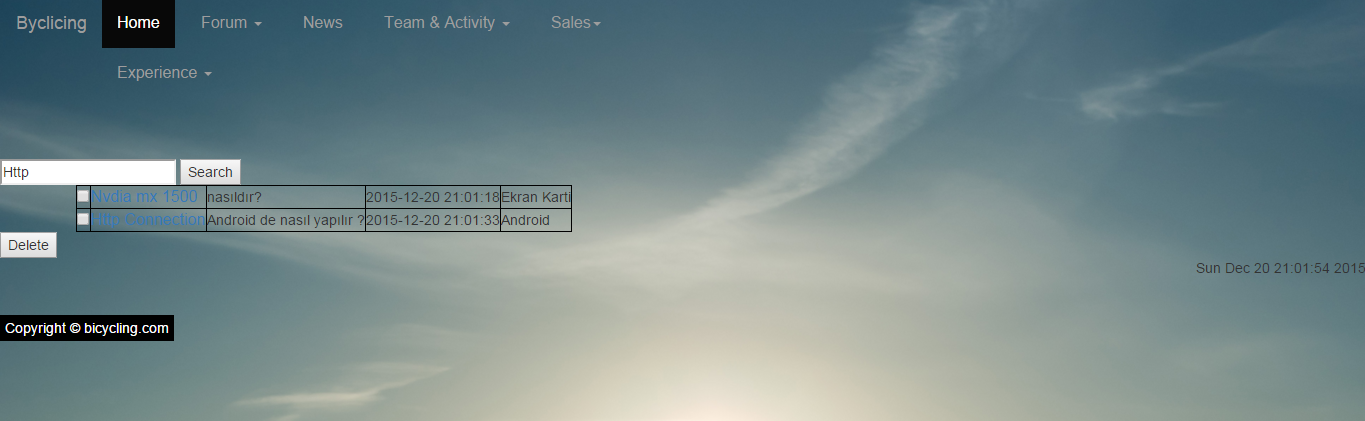 Byclicing Home Forum News Team & Activity Sales
Experience
Http Search
Nvdia mx 1500 nasıldır? 2015-12-20 21:01:18 Ekran Karti
Http Connection Android de nasıl yapılır ? 2015-12-20 21:01:33 Android
Delete
Sun Dec 20 21:01:54 2015
Copyright © bicycling.com